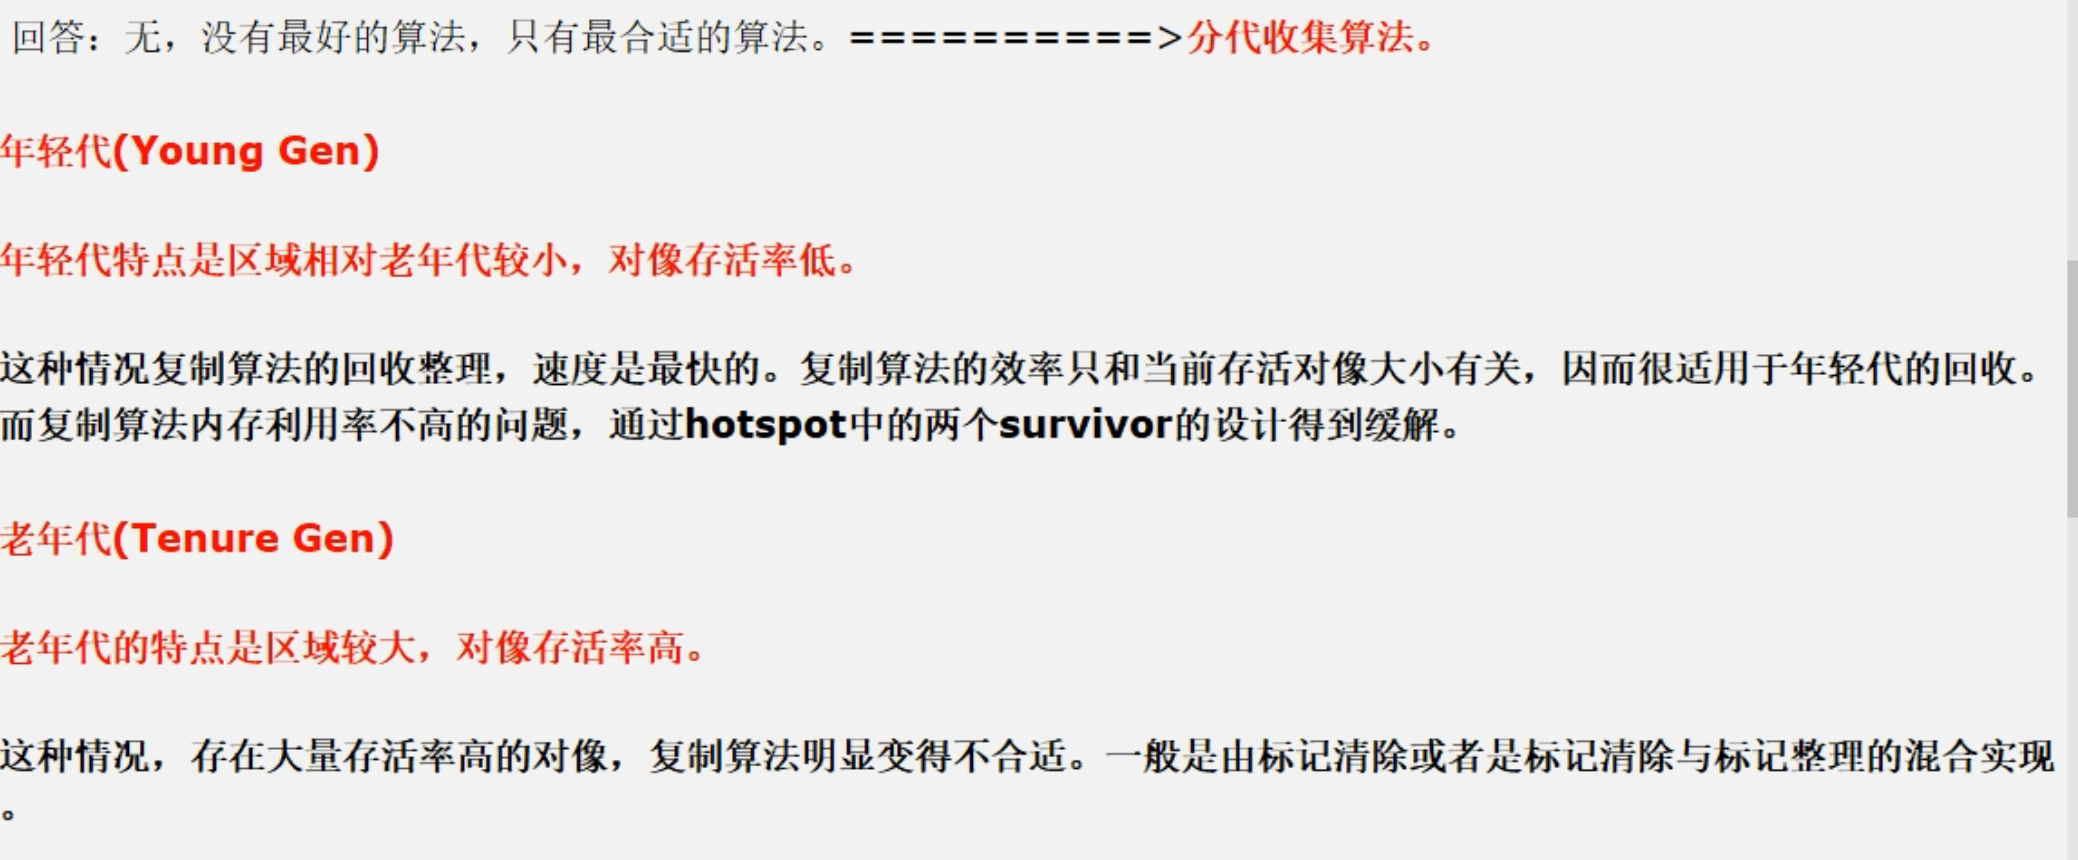 回答：无，没有最好的算法，只有最合适的算法。==========>分代收集算法。
年轻代(Young Gen)
年轻代特点是区域相对老年代较小，对像存活率低。
这种情况复制算法的回收整理，速度是最快的。复制算法的效率只和当前存活对像大小有关，因而很适用于年轻代的回收。
而复制算法内存利用率不高的问题，通过hotspot中的两个survivor的设计得到缓解。
老年代(Tenure Gen)
老年代的特点是区域较大，对像存活率高。
这种情况，存在大量存活率高的对像，复制算法明显变得不合适。一般是由标记清除或者是标记清除与标记整理的混合实现
。